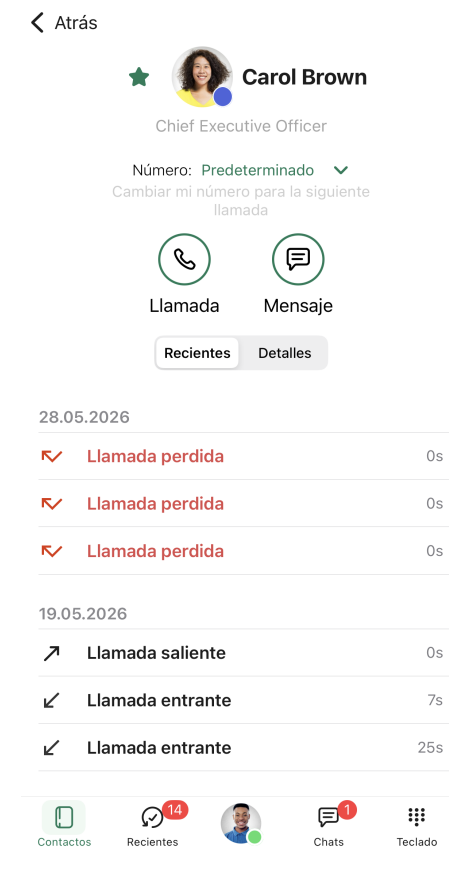 Atrás
Carol Brown
Chief Executive Officer
Número: Predeterminado
Cambiar mi número para la siguiente
llamada
Llamada Mensaje
Recientes Detalles
28.05.2026
Llamada perdida 0s
Llamada perdida 0s
Llamada perdida 0s
19.05.2026
Llamada saliente 0s
Llamada entrante 7s
Llamada entrante 25s
14 1
Contactos Recientes Chats Teclado